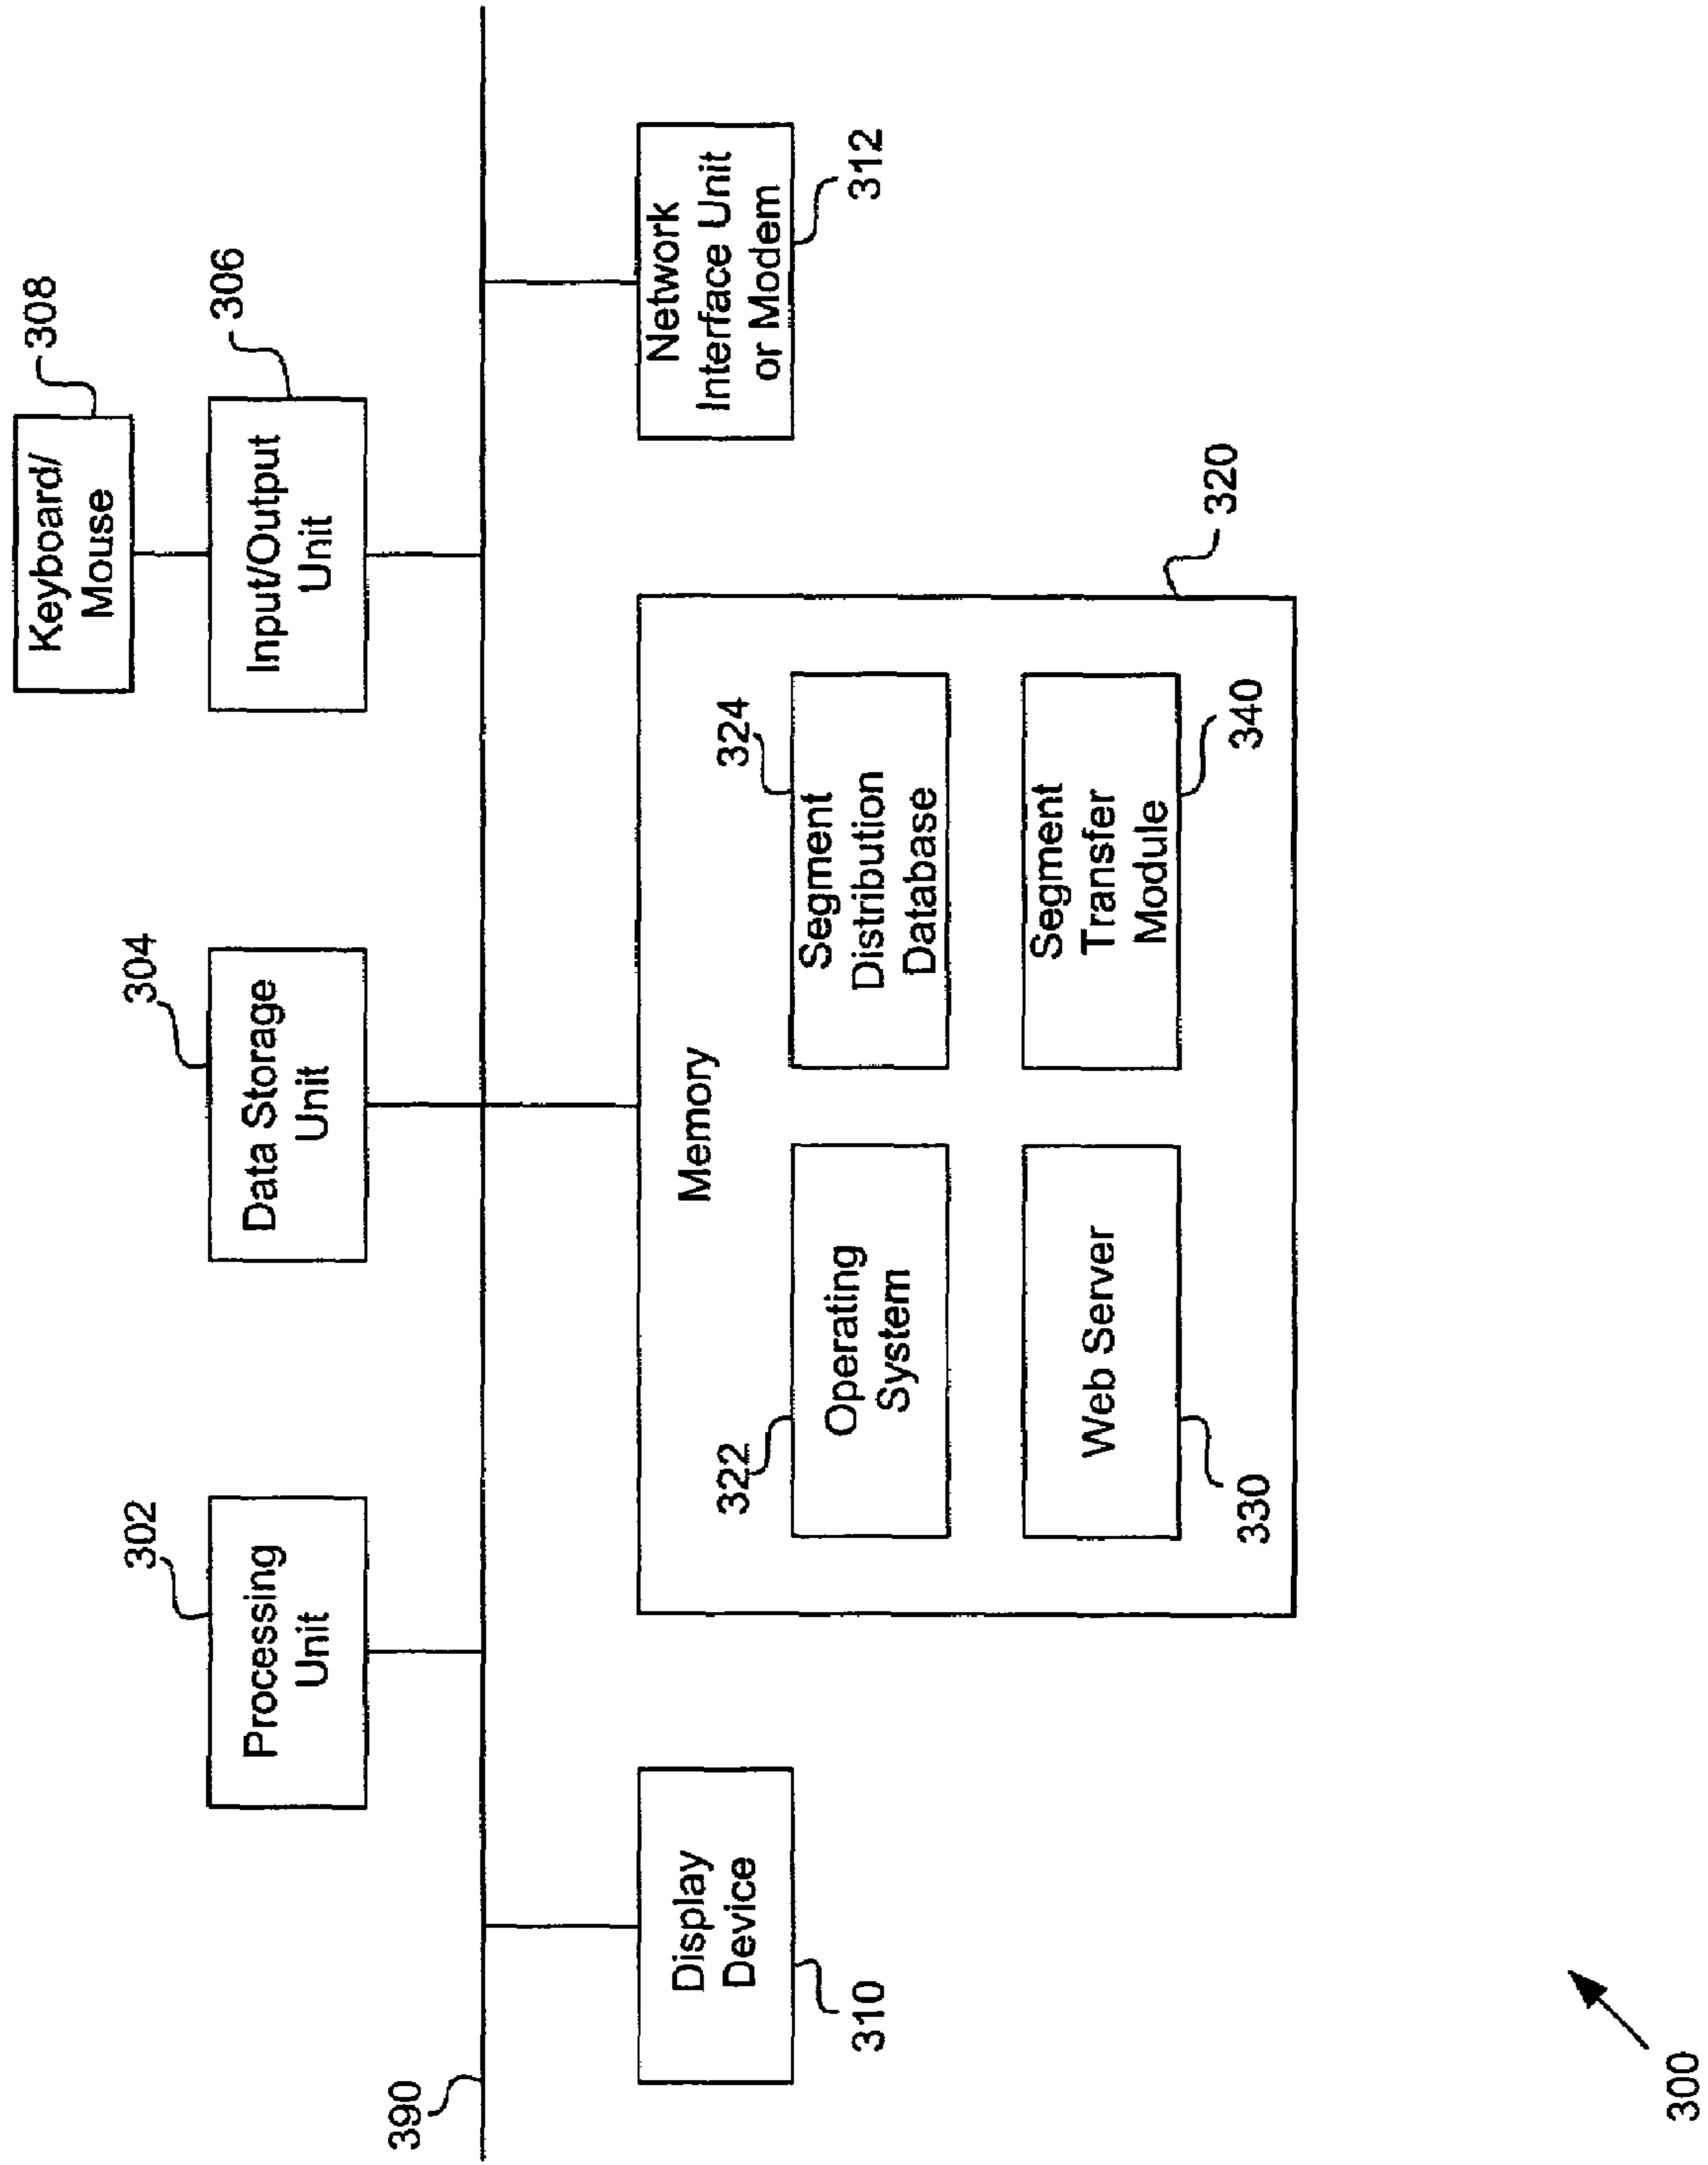 308
Keyboard/
Mouse
302
Processing
Unit
304
Data Storage
Unit
306
Input/Output
Unit
390
Display
Device
310
Memory
320
322
Operating
System
324
Segment
Distribution
Database
Web Server
330
Segment
Transfer
Module
340
Network
Interface Unit
or Modem
312
300